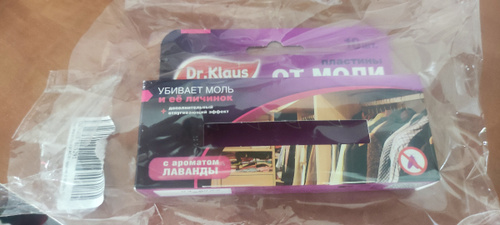 Dr.Klaus
пластины
ОТ МОЛИ
УБИВАЕТ МОЛЬ
и её личинок
+ дополнительный
отпугивающий эффект
с ароматом
ЛАВАНДЫ